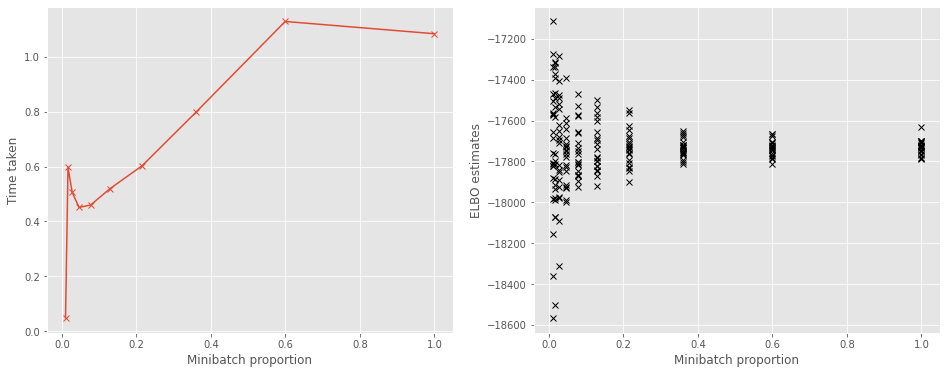 Time taken
1.0
0.8
0.6
0.4
0.2
0.0
0.0 0.2 0.4 0.6 0.8 1.0
Minibatch proportion
ELBO estimates
−17200
−17400
−17600
−17800
−18000
−18200
−18400
−18600
0.0 0.2 0.4 0.6 0.8 1.0
Minibatch proportion